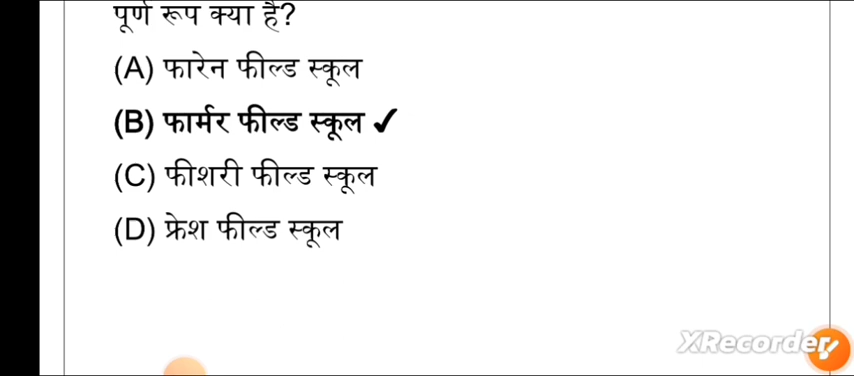 पूर्ण रूप क्या है?
(A) फारेन फील्ड स्कूल
(B) फार्मर फील्ड स्कूल ✓
(C) फीशरी फील्ड स्कूल
(D) फ्रेश फील्ड स्कूल
XRecorder